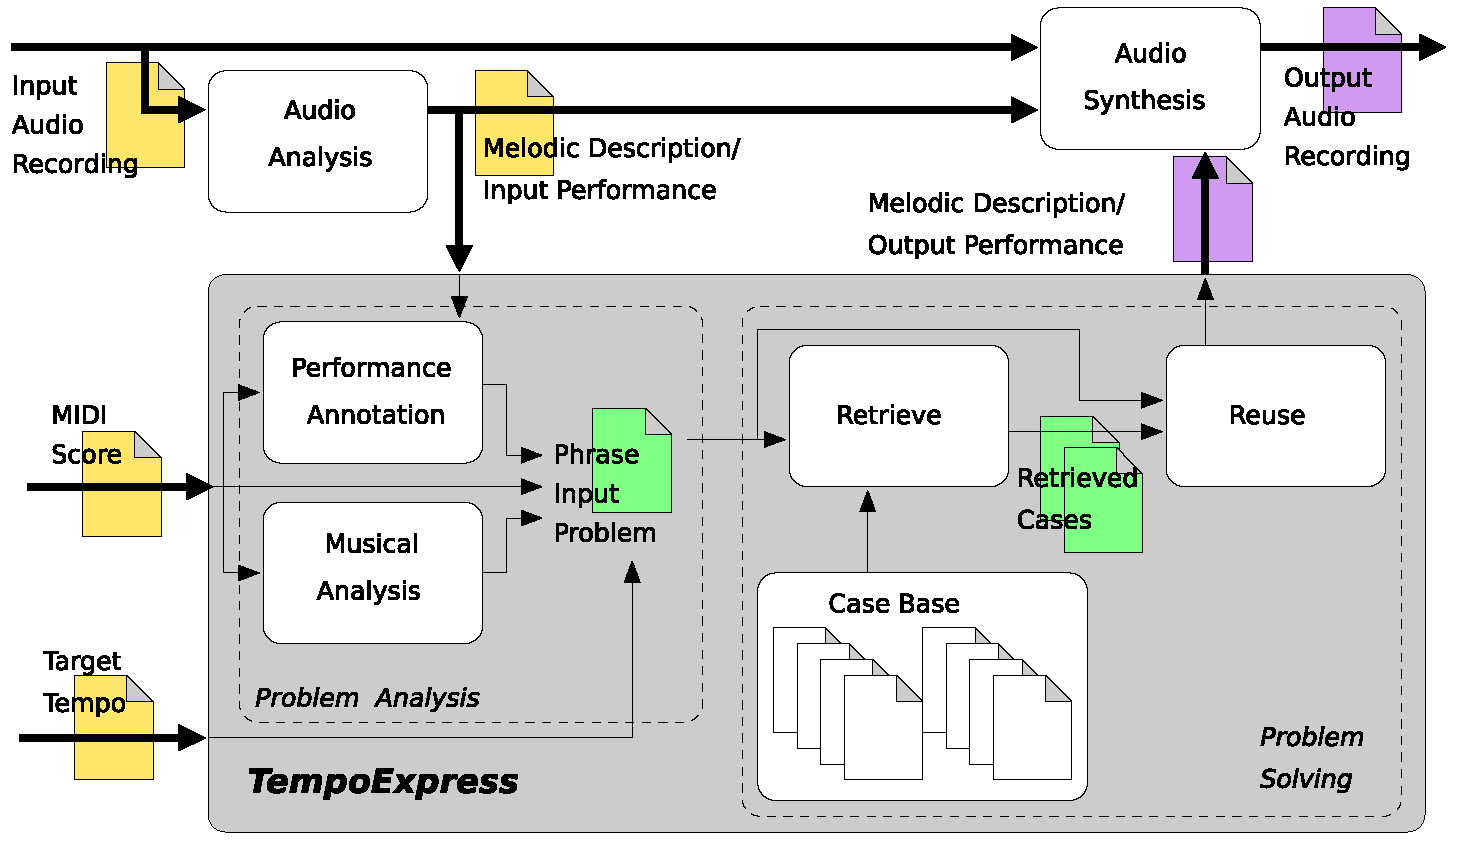 Input
Audio
Recording
Audio
Analysis
Melodic Description/
Input Performance
Audio
Synthesis
Output
Audio
Recording
Melodic Description/
Output Performance
MIDI
Score
Performance
Annotation
Musical
Analysis
Phrase
Input
Problem
Target
Tempo
Problem Analysis
TempoExpress
Retrieve
Retrieved
Cases
Reuse
Case Base
Problem
Solving